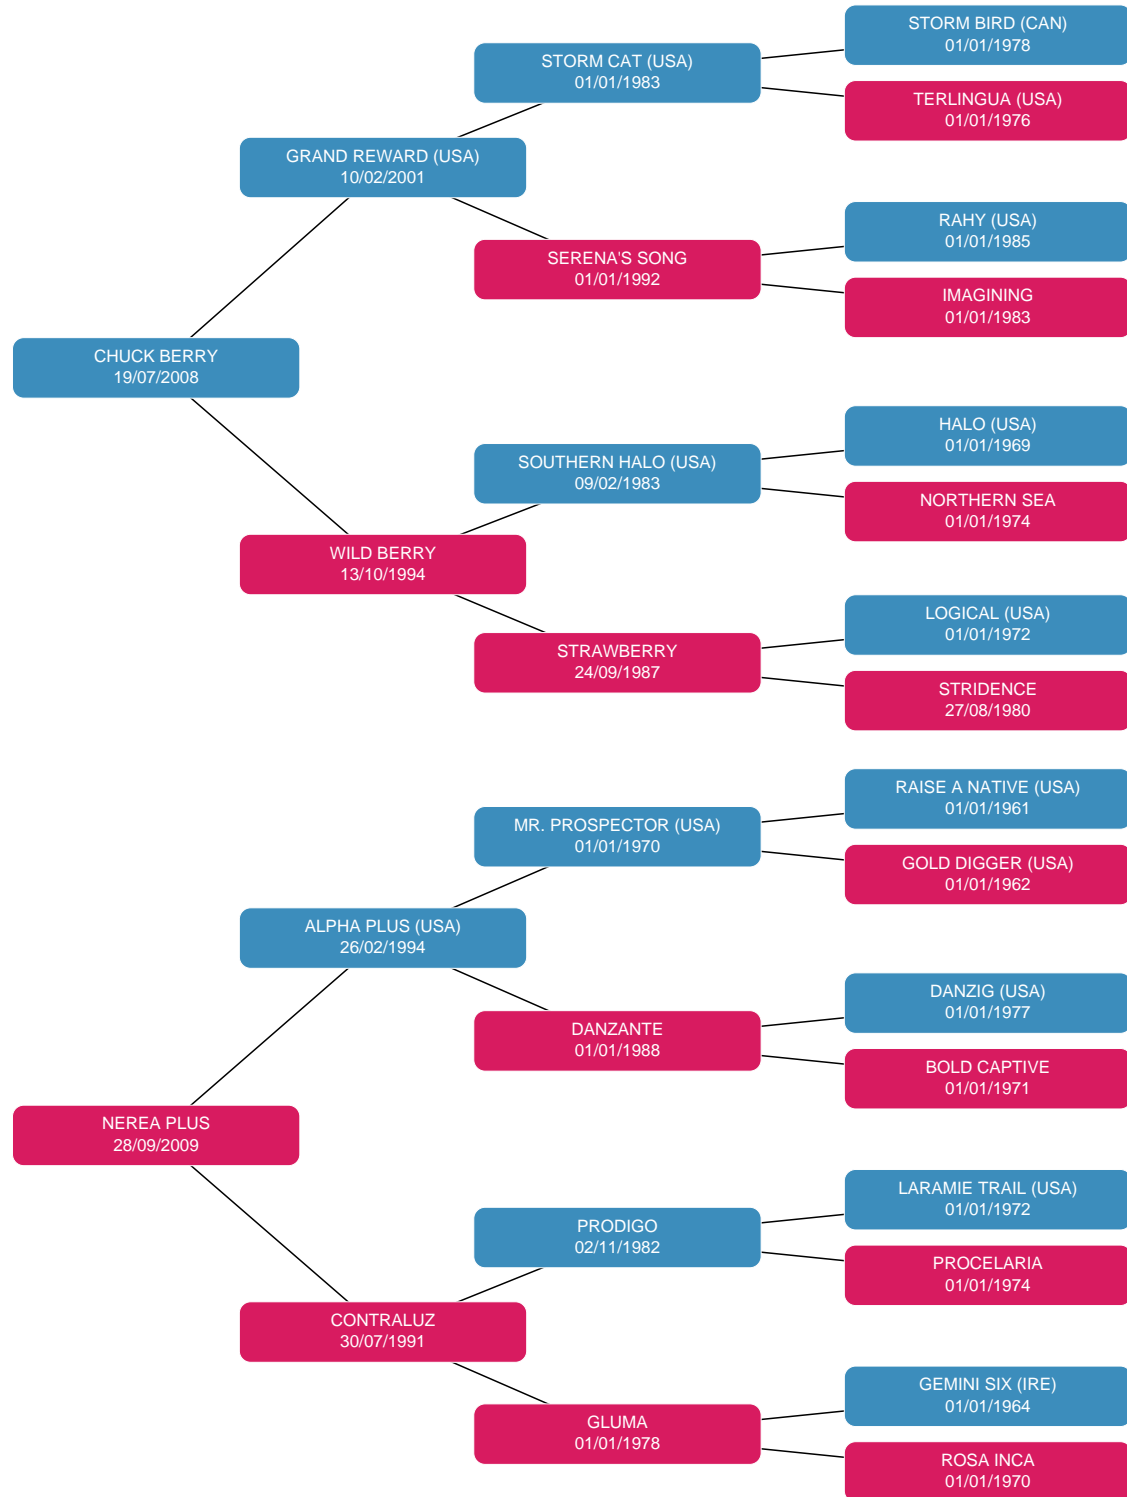 STORM BIRD (CAN)
01/01/1978
STORM CAT (USA)
01/01/1983
TERLINGUA (USA)
01/01/1976
GRAND REWARD (USA)
10/02/2001
RAHY (USA)
01/01/1985
SERENA'S SONG
01/01/1992
IMAGINING
01/01/1983
CHUCK BERRY
19/07/2008
HALO (USA)
01/01/1969
SOUTHERN HALO (USA)
09/02/1983
NORTHERN SEA
01/01/1974
WILD BERRY
13/10/1994
LOGICAL (USA)
01/01/1972
STRAWBERRY
24/09/1987
STRIDENCE
27/08/1980
RAISE A NATIVE (USA)
01/01/1961
MR. PROSPECTOR (USA)
01/01/1970
GOLD DIGGER (USA)
01/01/1962
ALPHA PLUS (USA)
26/02/1994
DANZIG (USA)
01/01/1977
DANZANTE
01/01/1988
BOLD CAPTIVE
01/01/1971
NEREA PLUS
28/09/2009
LARAMIE TRAIL (USA)
01/01/1972
PRODIGO
02/11/1982
PROCELARIA
01/01/1974
CONTRALUZ
30/07/1991
GEMINI SIX (IRE)
01/01/1964
GLUMA
01/01/1978
ROSA INCA
01/01/1970